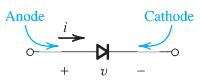 Anode Cathode
i
+ v −